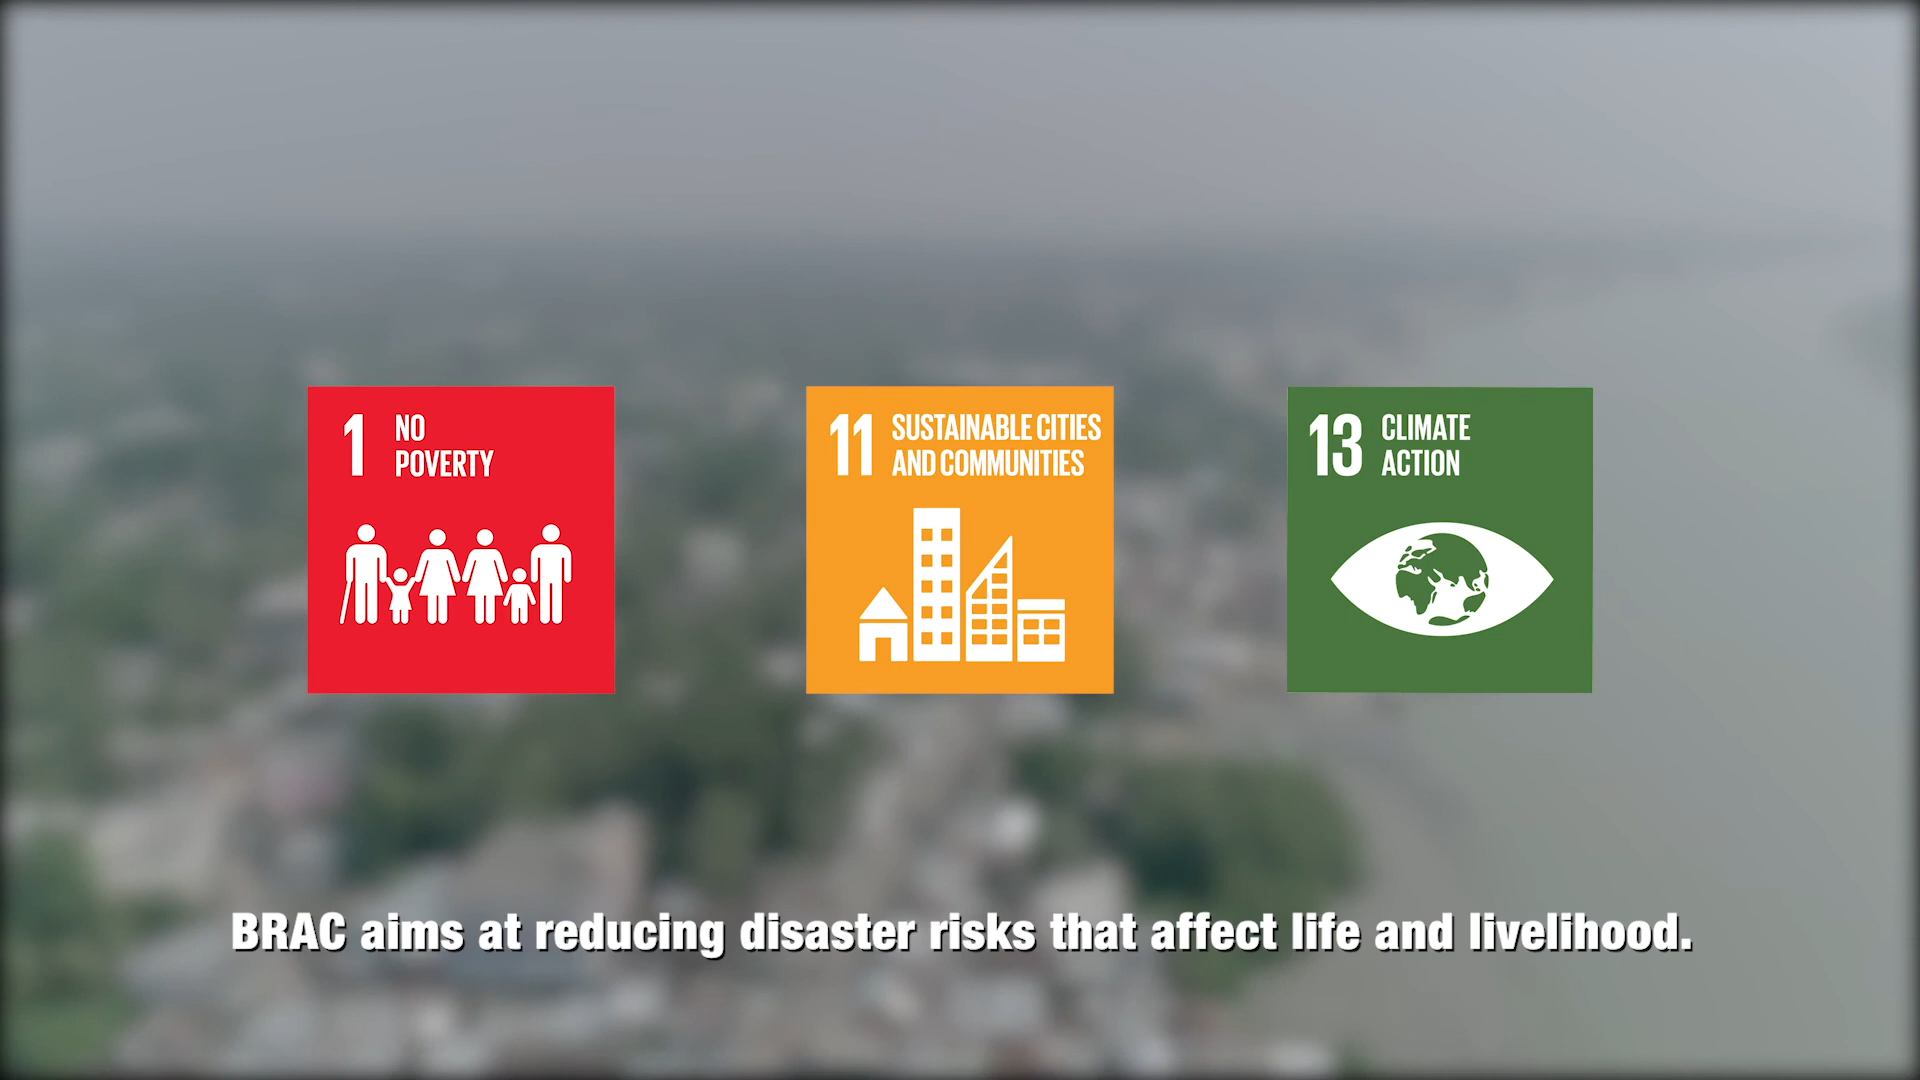 1 NO
POVERTY
11 SUSTAINABLE CITIES
AND COMMUNITIES
13 CLIMATE
ACTION
BRAC aims at reducing disaster risks that affect life and livelihood.